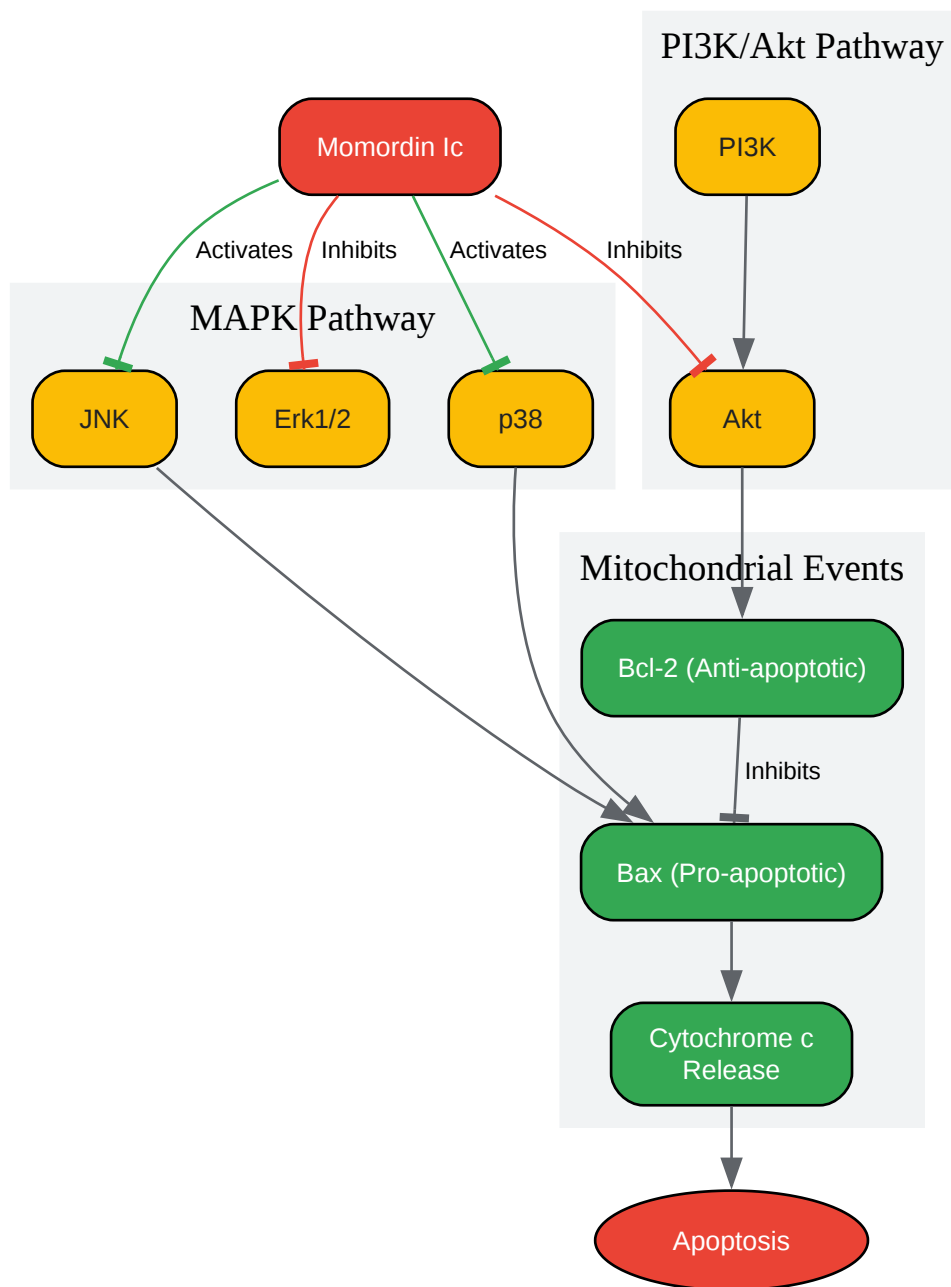 PI3K/Akt Pathway
Momordin Ic
PI3K
Activates
Inhibits
Activates
Inhibits
MAPK Pathway
JNK
Erk1/2
p38
Akt
Mitochondrial Events
Bcl-2 (Anti-apoptotic)
Inhibits
Bax (Pro-apoptotic)
Cytochrome c
Release
Apoptosis